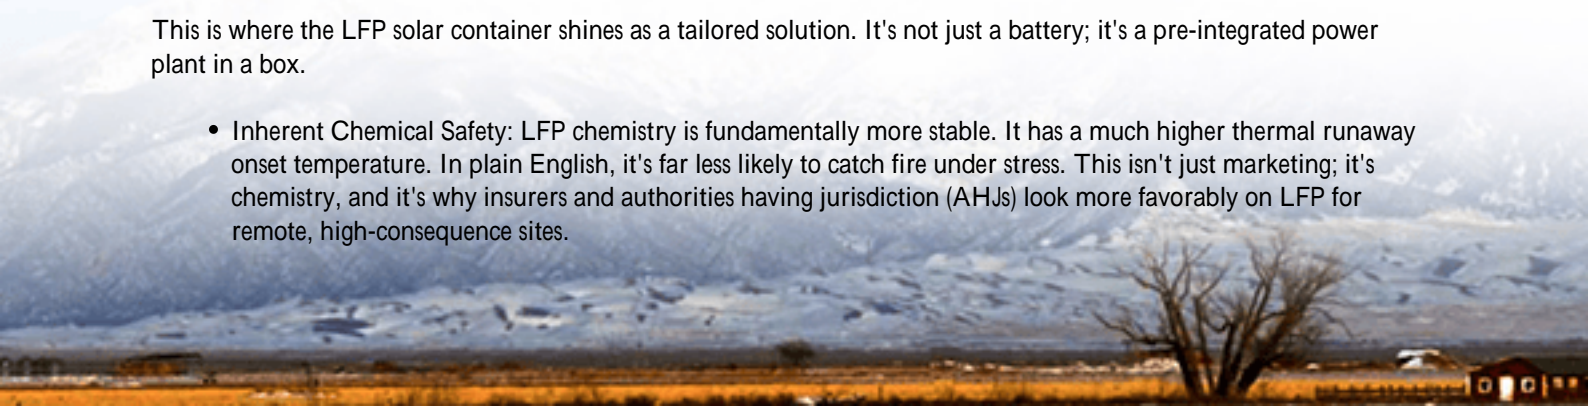 This is where the LFP solar container shines as a tailored solution. It's not just a battery; it's a pre-integrated power
plant in a box.
• Inherent Chemical Safety: LFP chemistry is fundamentally more stable. It has a much higher thermal runaway
onset temperature. In plain English, it's far less likely to catch fire under stress. This isn't just marketing; it's
chemistry, and it's why insurers and authorities having jurisdiction (AHJs) look more favorably on LFP for
remote, high-consequence sites.